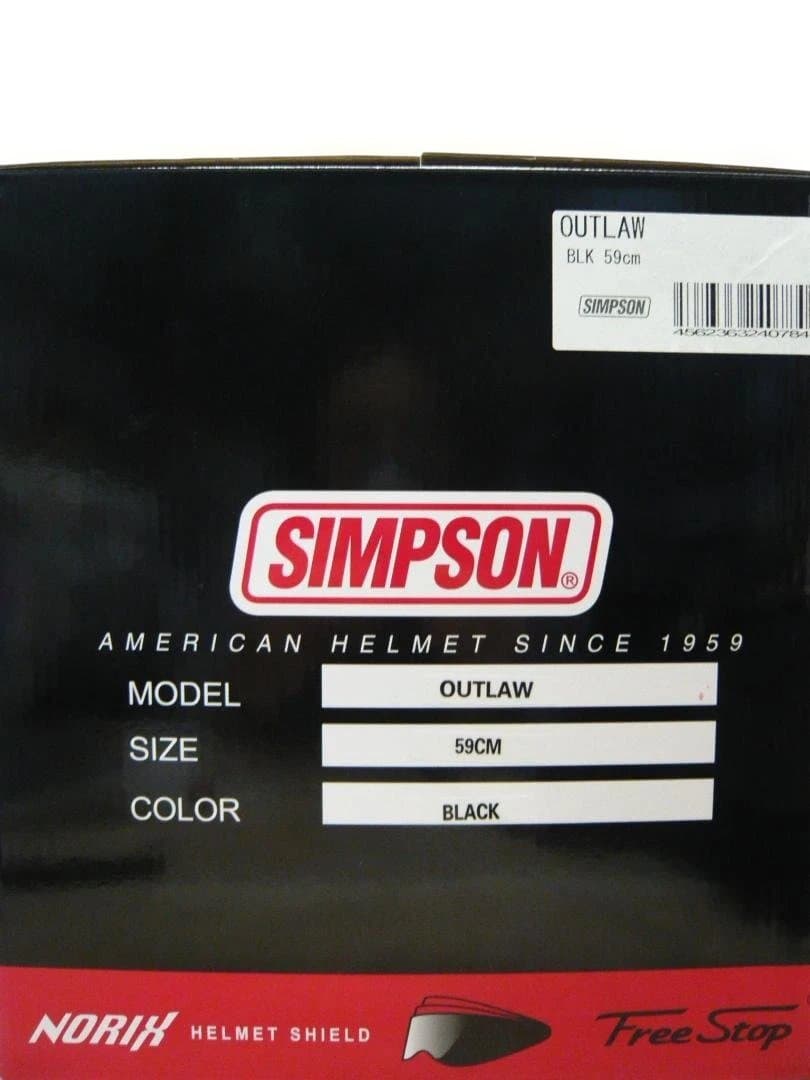 OUTLAW
BLK 59cm
SIMPSON
4562363240784
SIMPSON®
AMERICAN HELMET SINCE 1959
MODEL OUTLAW
SIZE 59CM
COLOR BLACK
NORIX HELMET SHIELD Free Stop